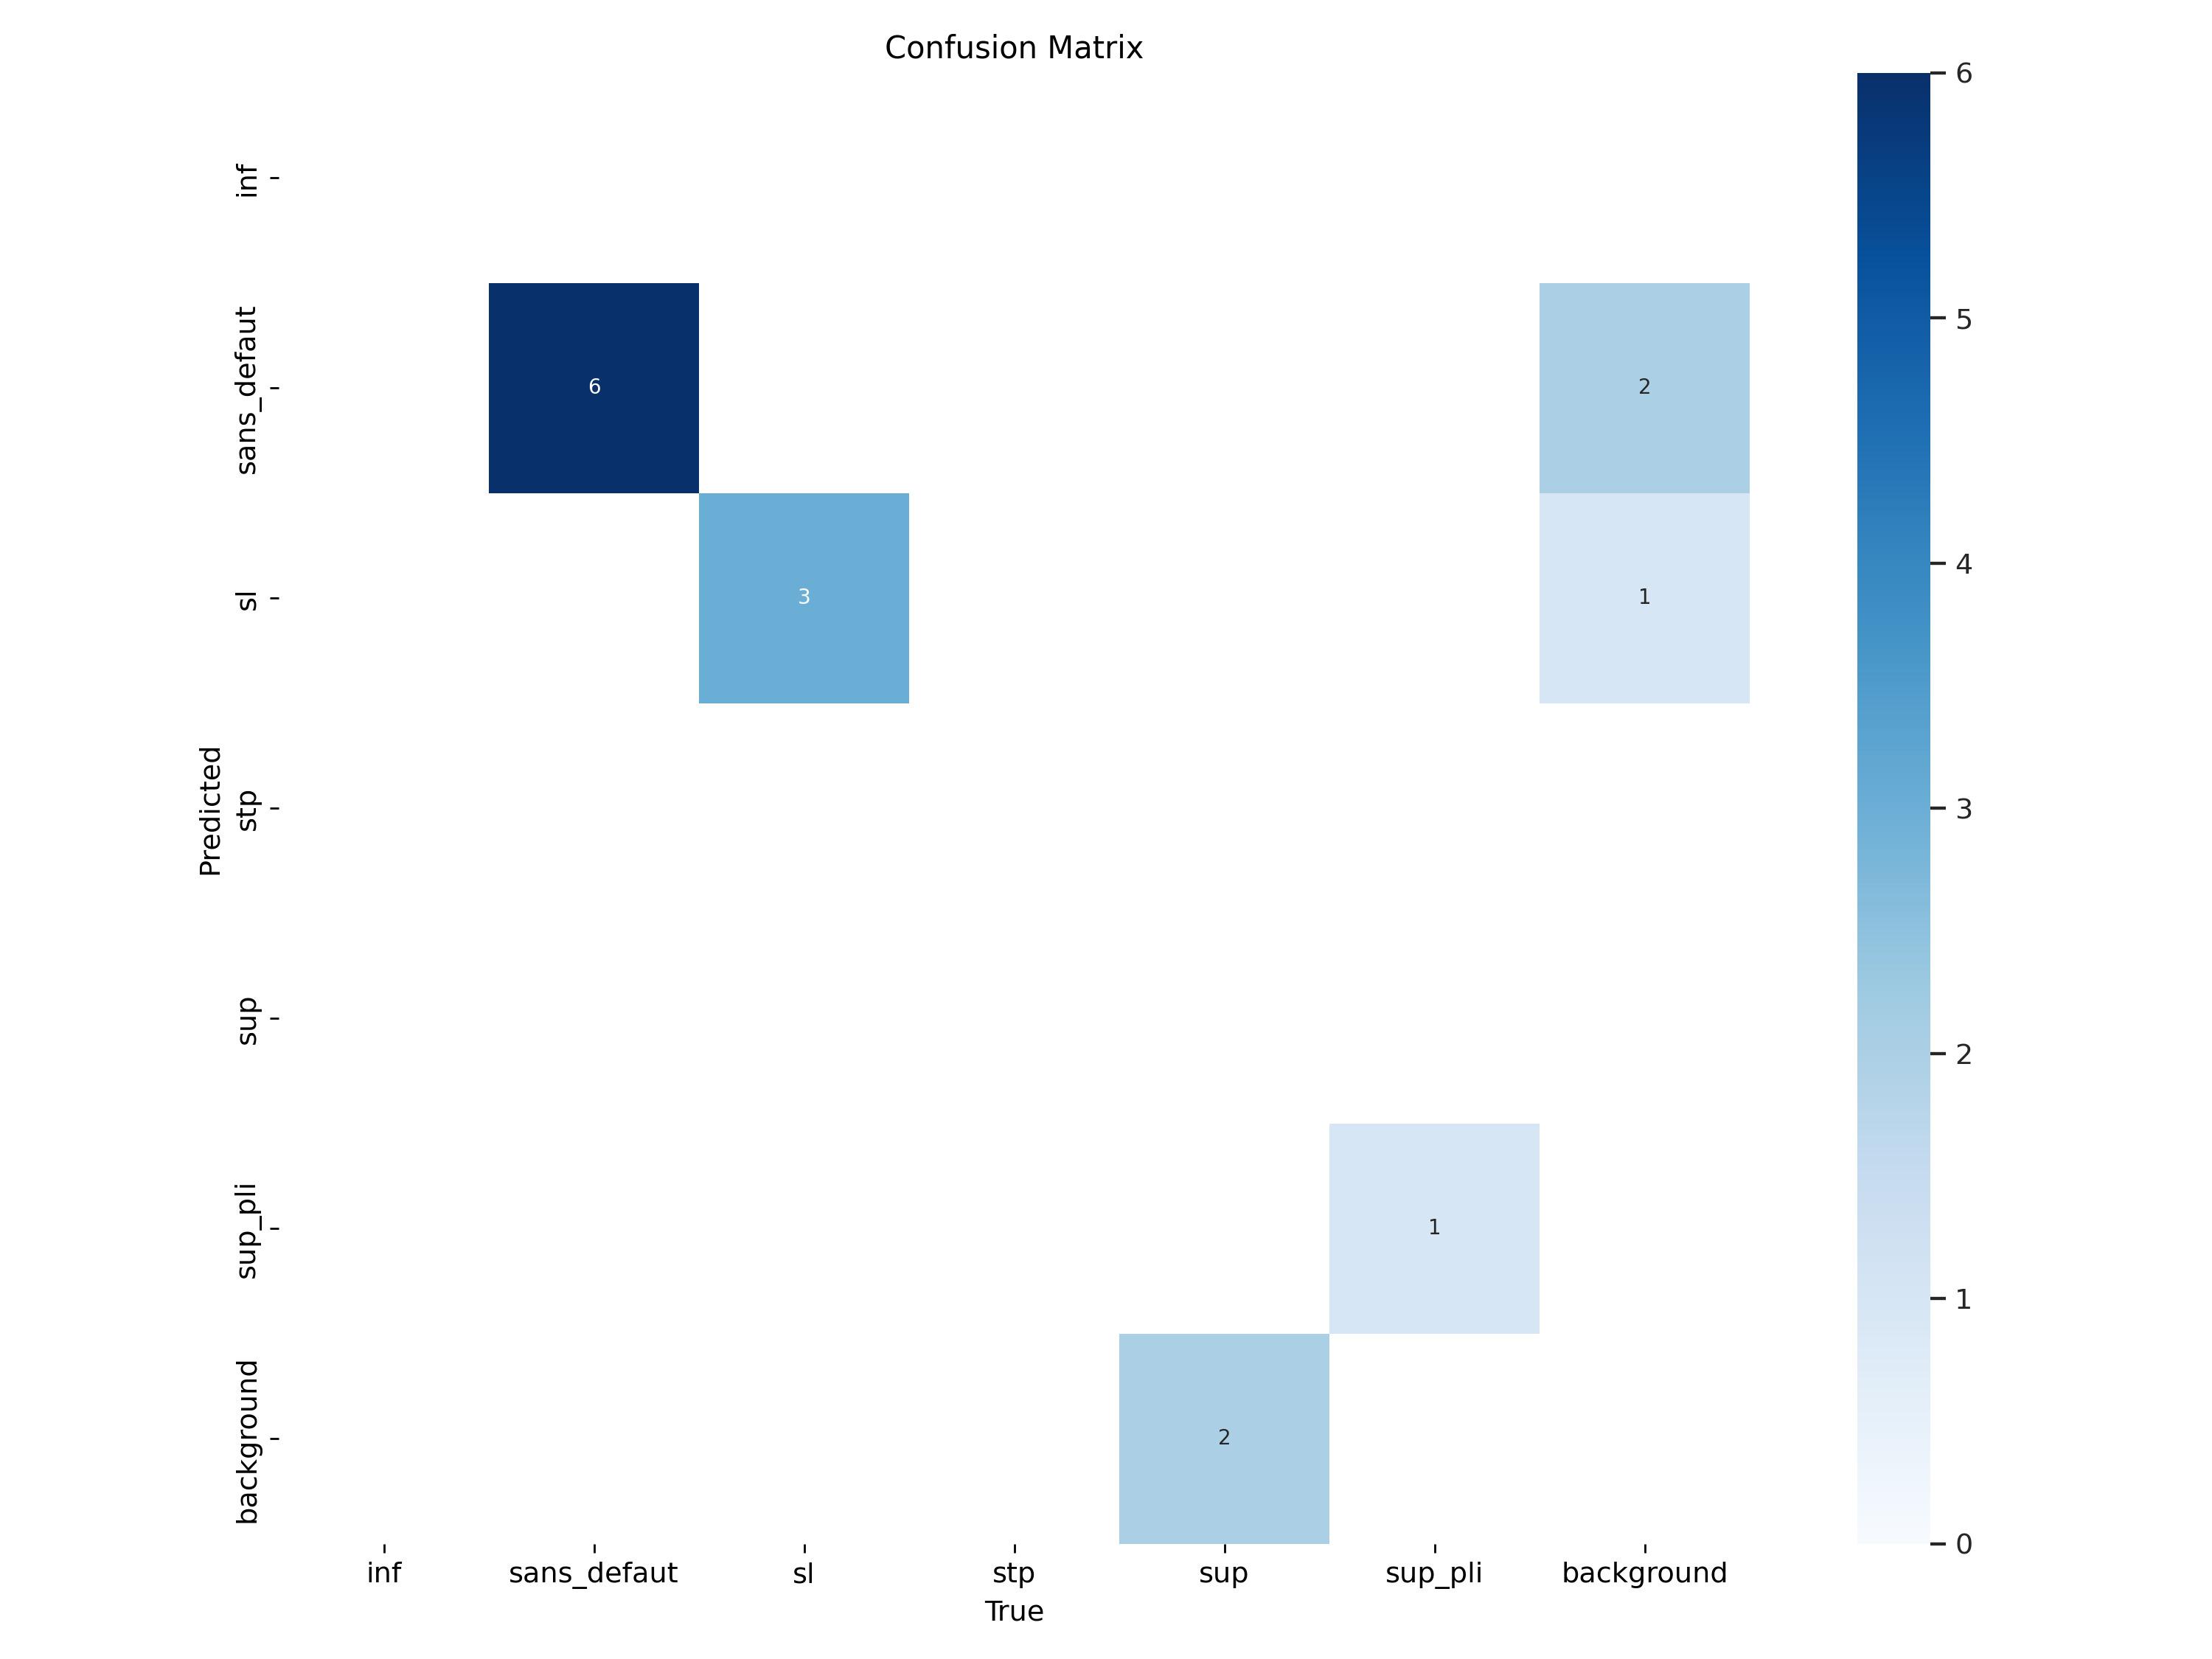 Confusion Matrix
inf
sans_defaut
sl
stp
sup
sup_pli
background
Predicted
6
2
3
1
1
2
inf sans_defaut sl stp sup sup_pli background
True
6
5
4
3
2
1
0